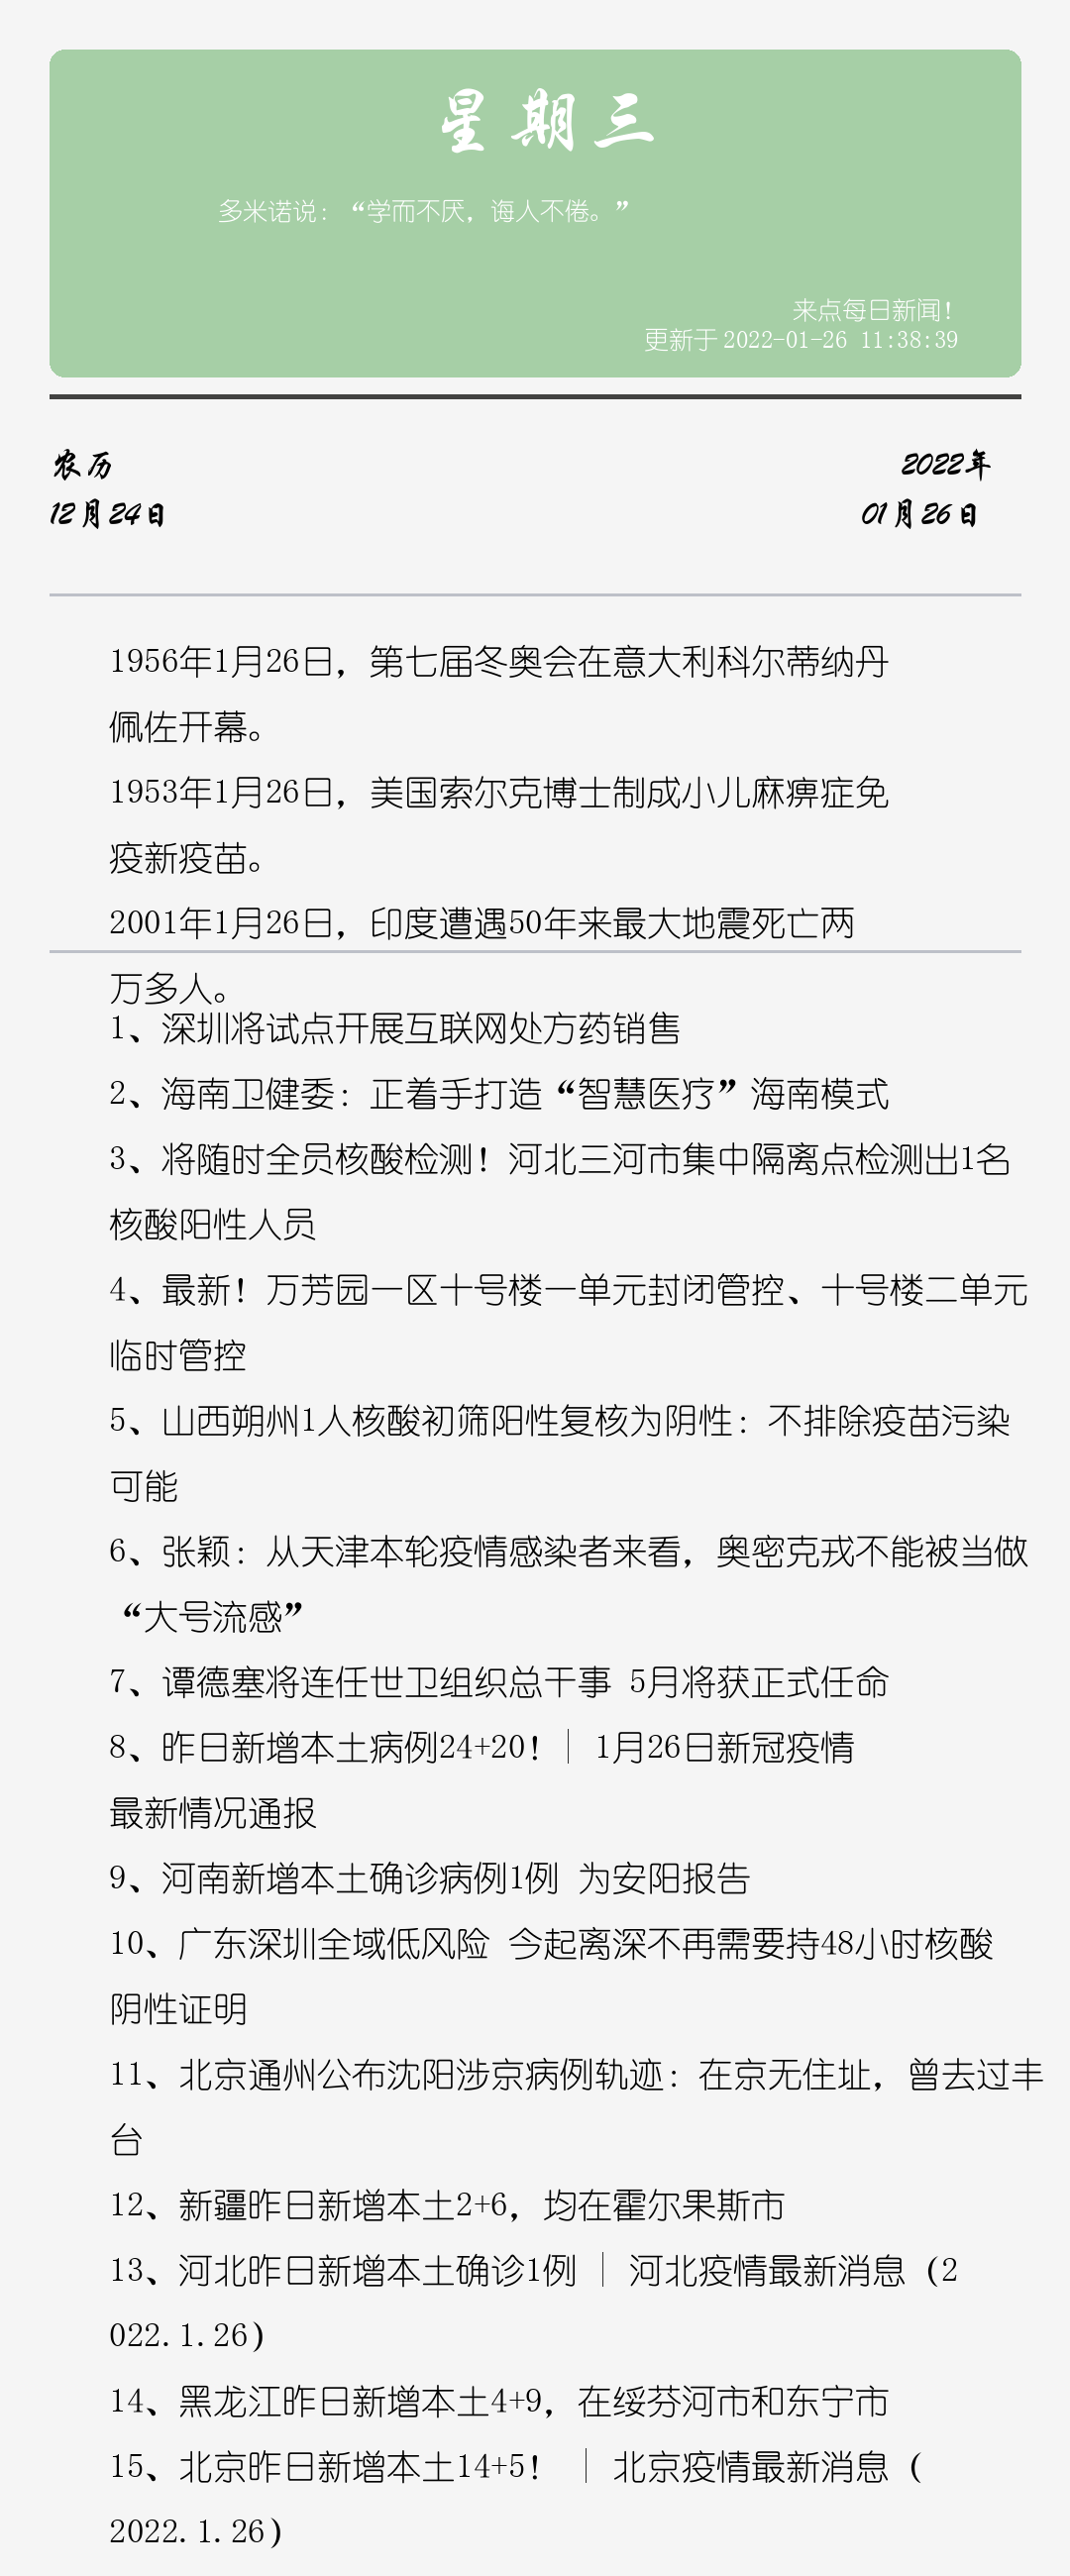 星期三
多米诺说：“学而不厌，诲人不倦。”
来点每日新闻！
更新于 2022-01-26 11:38:39
农历
2022年
12月24日
01月26日
1956年1月26日，第七届冬奥会在意大利科尔蒂纳丹
佩佐开幕。
1953年1月26日，美国索尔克博士制成小儿麻痹症免
疫新疫苗。
2001年1月26日，印度遭遇50年来最大地震死亡两
万多人。
1、深圳将试点开展互联网处方药销售
2、海南卫健委：正着手打造“智慧医疗”海南模式
3、将随时全员核酸检测！河北三河市集中隔离点检测出1名
核酸阳性人员
4、最新！万芳园一区十号楼一单元封闭管控、十号楼二单元
临时管控
5、山西朔州1人核酸初筛阳性复核为阴性：不排除疫苗污染
可能
6、张颖：从天津本轮疫情感染者来看，奥密克戎不能被当做
“大号流感”
7、谭德塞将连任世卫组织总干事 5月将获正式任命
8、昨日新增本土病例24+20!｜ 1月26日新冠疫情
最新情况通报
9、河南新增本土确诊病例1例 为安阳报告
10、广东深圳全域低风险 今起离深不再需要持48小时核酸
阴性证明
11、北京通州公布沈阳涉京病例轨迹：在京无住址，曾去过丰
台
12、新疆昨日新增本土2+6，均在霍尔果斯市
13、河北昨日新增本土确诊1例 ｜ 河北疫情最新消息（2
022.1.26）
14、黑龙江昨日新增本土4+9，在绥芬河市和东宁市
15、北京昨日新增本土14+5! ｜ 北京疫情最新消息（
2022.1.26）